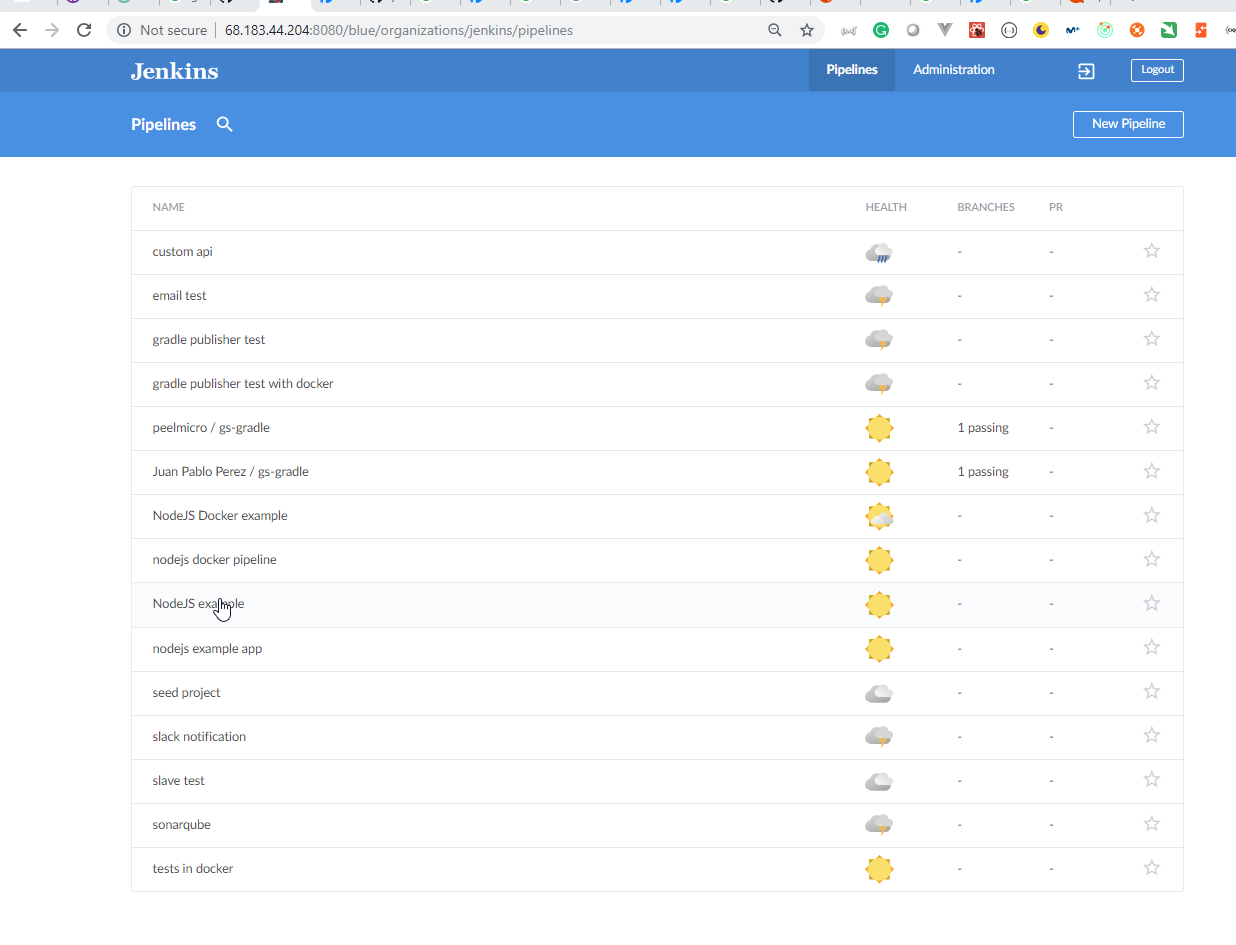 Not secure 68.183.44.204:8080/blue/organizations/jenkins/pipelines
Jenkins Pipelines Administration Logout
Pipelines New Pipeline
NAME HEALTH BRANCHES PR
custom api - -
email test - -
gradle publisher test - -
gradle publisher test with docker - -
peelmicro / gs-gradle 1 passing -
Juan Pablo Perez / gs-gradle 1 passing -
NodeJS Docker example - -
nodejs docker pipeline - -
NodeJS example - -
nodejs example app - -
seed project - -
slack notification - -
slave test - -
sonarqube - -
tests in docker - -